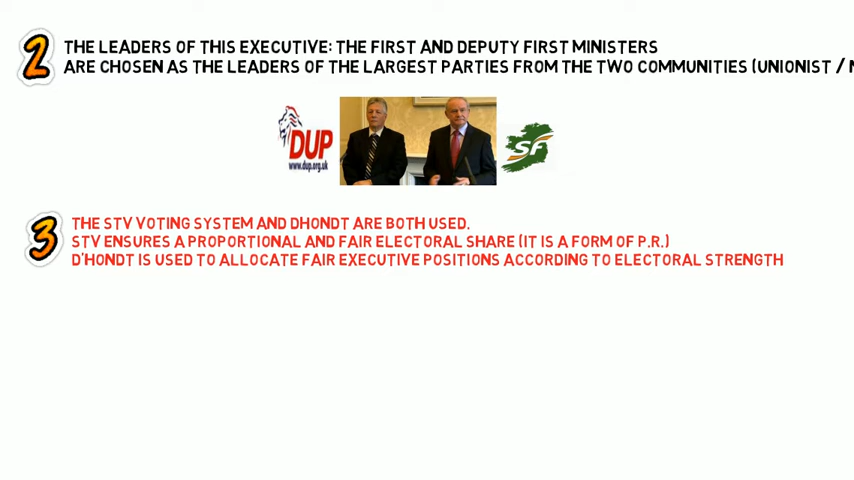 2 THE LEADERS OF THIS EXECUTIVE: THE FIRST AND DEPUTY FIRST MINISTERS
ARE CHOSEN AS THE LEADERS OF THE LARGEST PARTIES FROM THE TWO COMMUNITIES (UNIONIST / N
DUP
www.dup.org.uk
SF
3 THE STV VOTING SYSTEM AND DHONDT ARE BOTH USED.
STV ENSURES A PROPORTIONAL AND FAIR ELECTORAL SHARE (IT IS A FORM OF P.R.)
D'HONDT IS USED TO ALLOCATE FAIR EXECUTIVE POSITIONS ACCORDING TO ELECTORAL STRENGTH